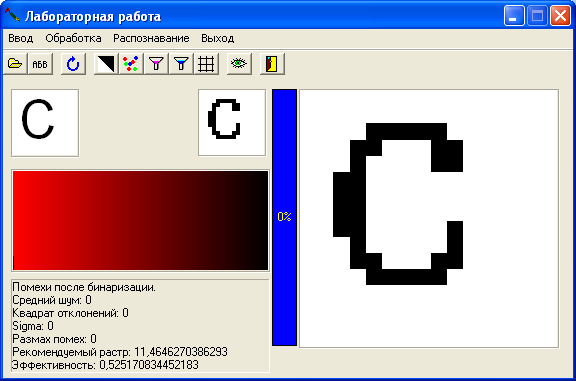 Лабораторная работа
Ввод Обработка Распознавание Выход
АБВ
C C
0%
C
Помехи после бинаризации.
Средний шум: 0
Квадрат отклонений: 0
Sigma: 0
Размах помех: 0
Рекомендуемый растр: 11,4646270386293
Эффективность: 0,525170834452183